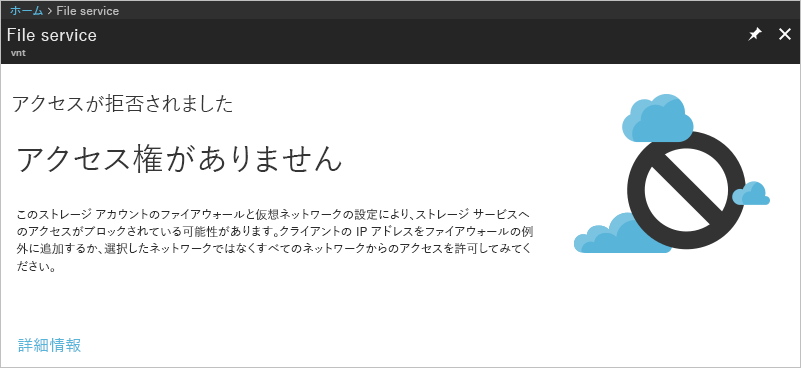 ホーム > File service
File service
vnt
アクセスが拒否されました
アクセス権がありません
このストレージ アカウントのファイアウォールと仮想ネットワークの設定により、ストレージ サービスへ
のアクセスがブロックされている可能性があります。クライアントの IP アドレスをファイアウォールの例
外に追加するか、選択したネットワークではなくすべてのネットワークからのアクセスを許可してみてく
ださい。
詳細情報